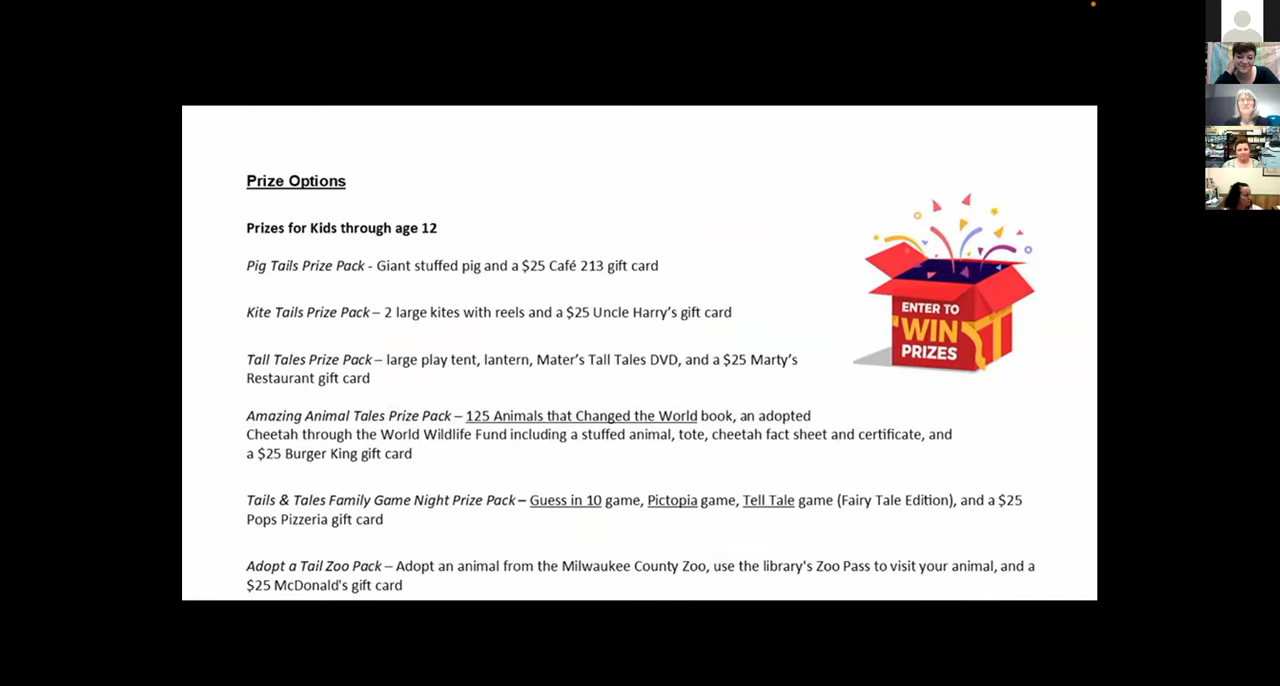 Prize Options
Prizes for Kids through age 12
Pig Tails Prize Pack - Giant stuffed pig and a $25 Café 213 gift card
Kite Tails Prize Pack – 2 large kites with reels and a $25 Uncle Harry's gift card
Tall Tales Prize Pack – large play tent, lantern, Mater's Tall Tales DVD, and a $25 Marty's
Restaurant gift card
ENTER TO
WIN
PRIZES
Amazing Animal Tales Prize Pack – 125 Animals that Changed the World book, an adopted
Cheetah through the World Wildlife Fund including a stuffed animal, tote, cheetah fact sheet and certificate, and
a $25 Burger King gift card
Tails & Tales Family Game Night Prize Pack – Guess in 10 game, Pictopia game, Tell Tale game (Fairy Tale Edition), and a $25
Pops Pizzeria gift card
Adopt a Tail Zoo Pack – Adopt an animal from the Milwaukee County Zoo, use the library's Zoo Pass to visit your animal, and a
$25 McDonald's gift card